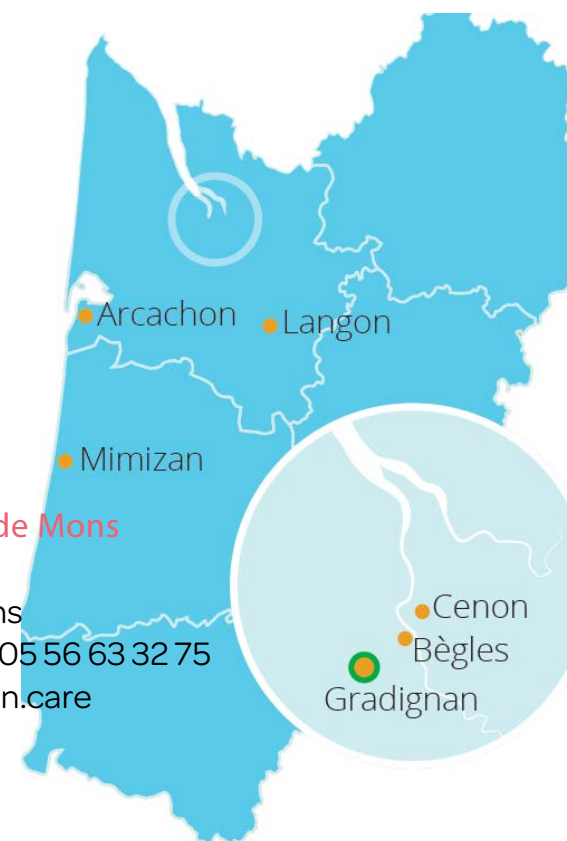 Arcachon
Langon
Mimizan
de Mons
Cenon
ns
Bègles
05 56 63 32 75
Gradignan
n.care